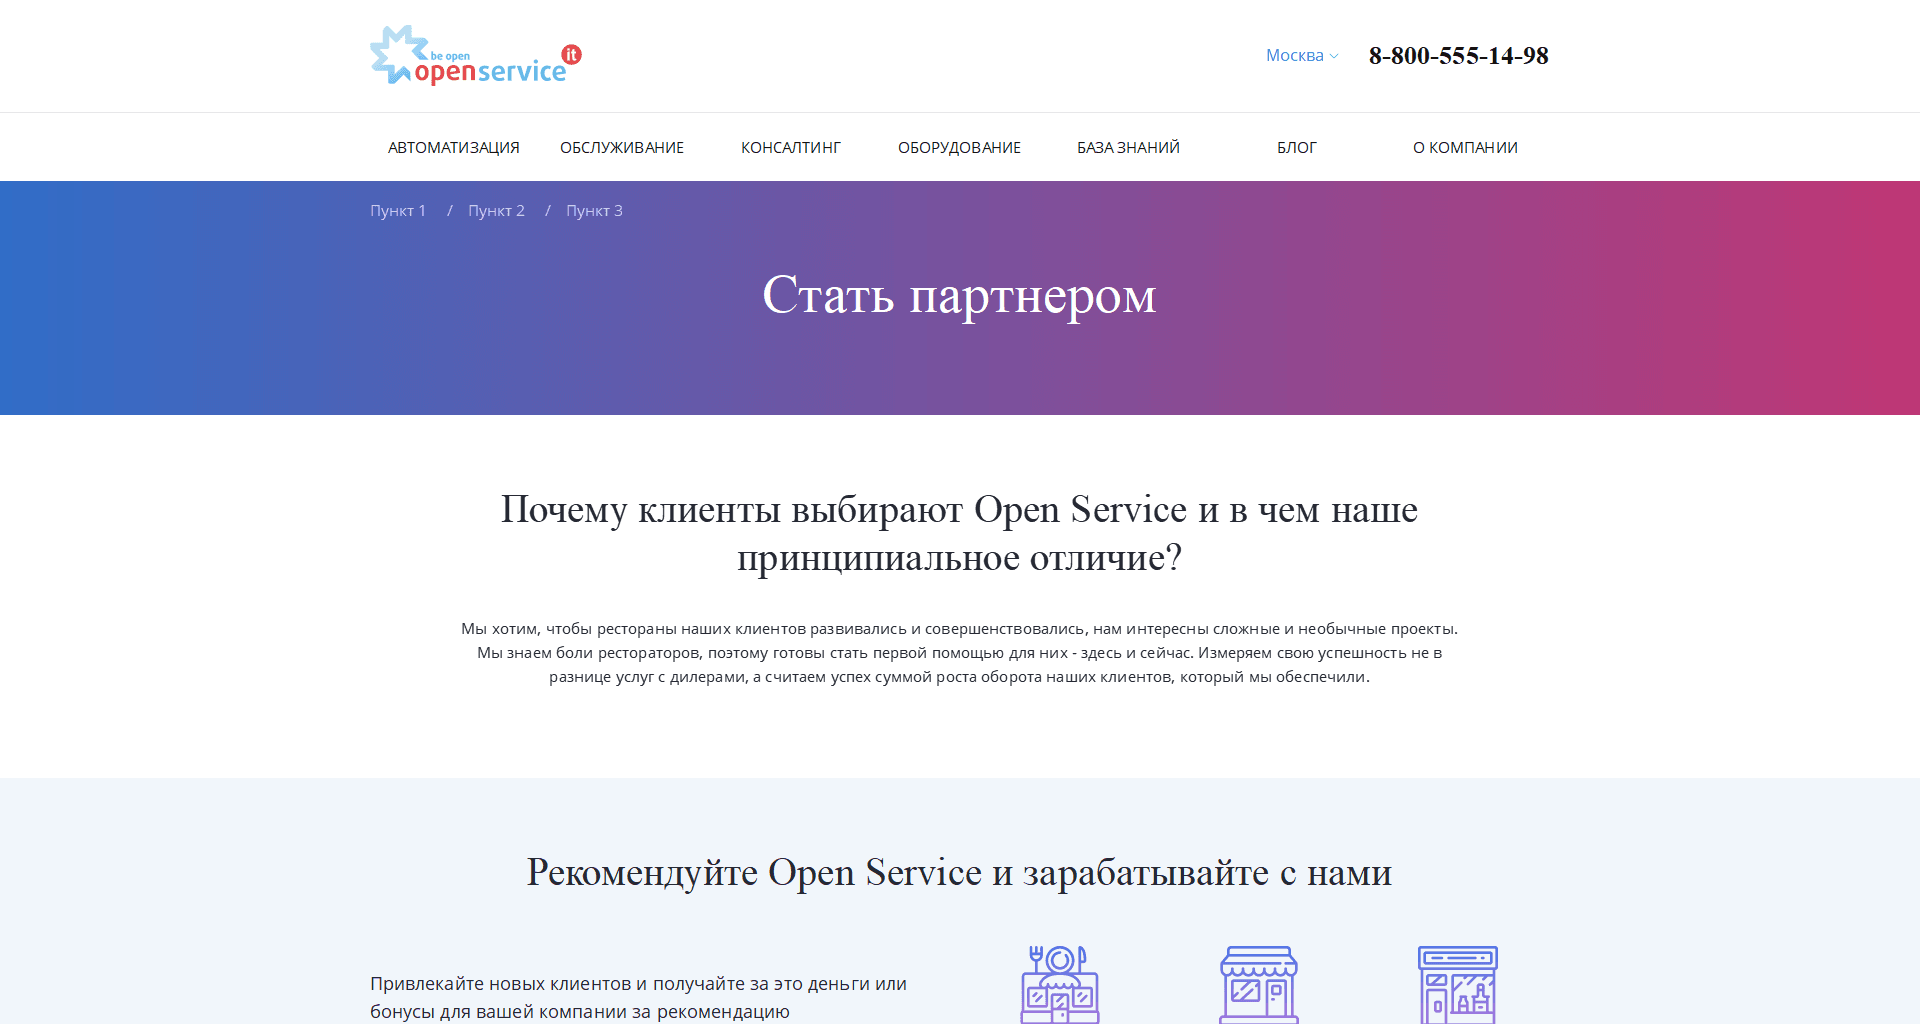 be open
openservice it
Москва
8-800-555-14-98
АВТОМАТИЗАЦИЯ ОБСЛУЖИВАНИЕ КОНСАЛТИНГ ОБОРУДОВАНИЕ БАЗА ЗНАНИЙ БЛОГ О КОМПАНИИ
Пункт 1 / Пункт 2 / Пункт 3
Стать партнером
Почему клиенты выбирают Open Service и в чем наше
принципиальное отличие?
Мы хотим, чтобы рестораны наших клиентов развивались и совершенствовались, нам интересны сложные и необычные проекты.
Мы знаем боли рестораторов, поэтому готовы стать первой помощью для них - здесь и сейчас. Измеряем свою успешность не в
разнице услуг с дилерами, а считаем успех суммой роста оборота наших клиентов, который мы обеспечили.
Рекомендуйте Open Service и зарабатывайте с нами
Привлекайте новых клиентов и получайте за это деньги или
бонусы для вашей компании за рекомендацию